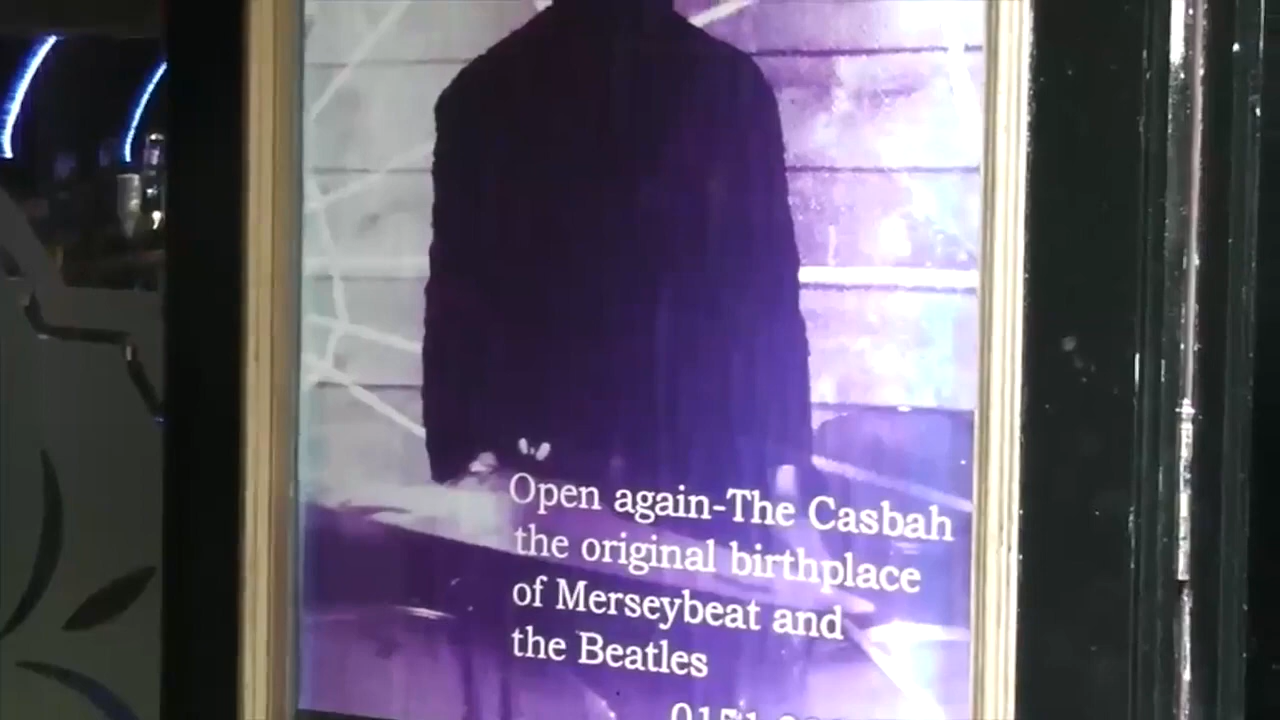 Open again-The Casbah
the original birthplace
of Merseybeat and
the Beatles